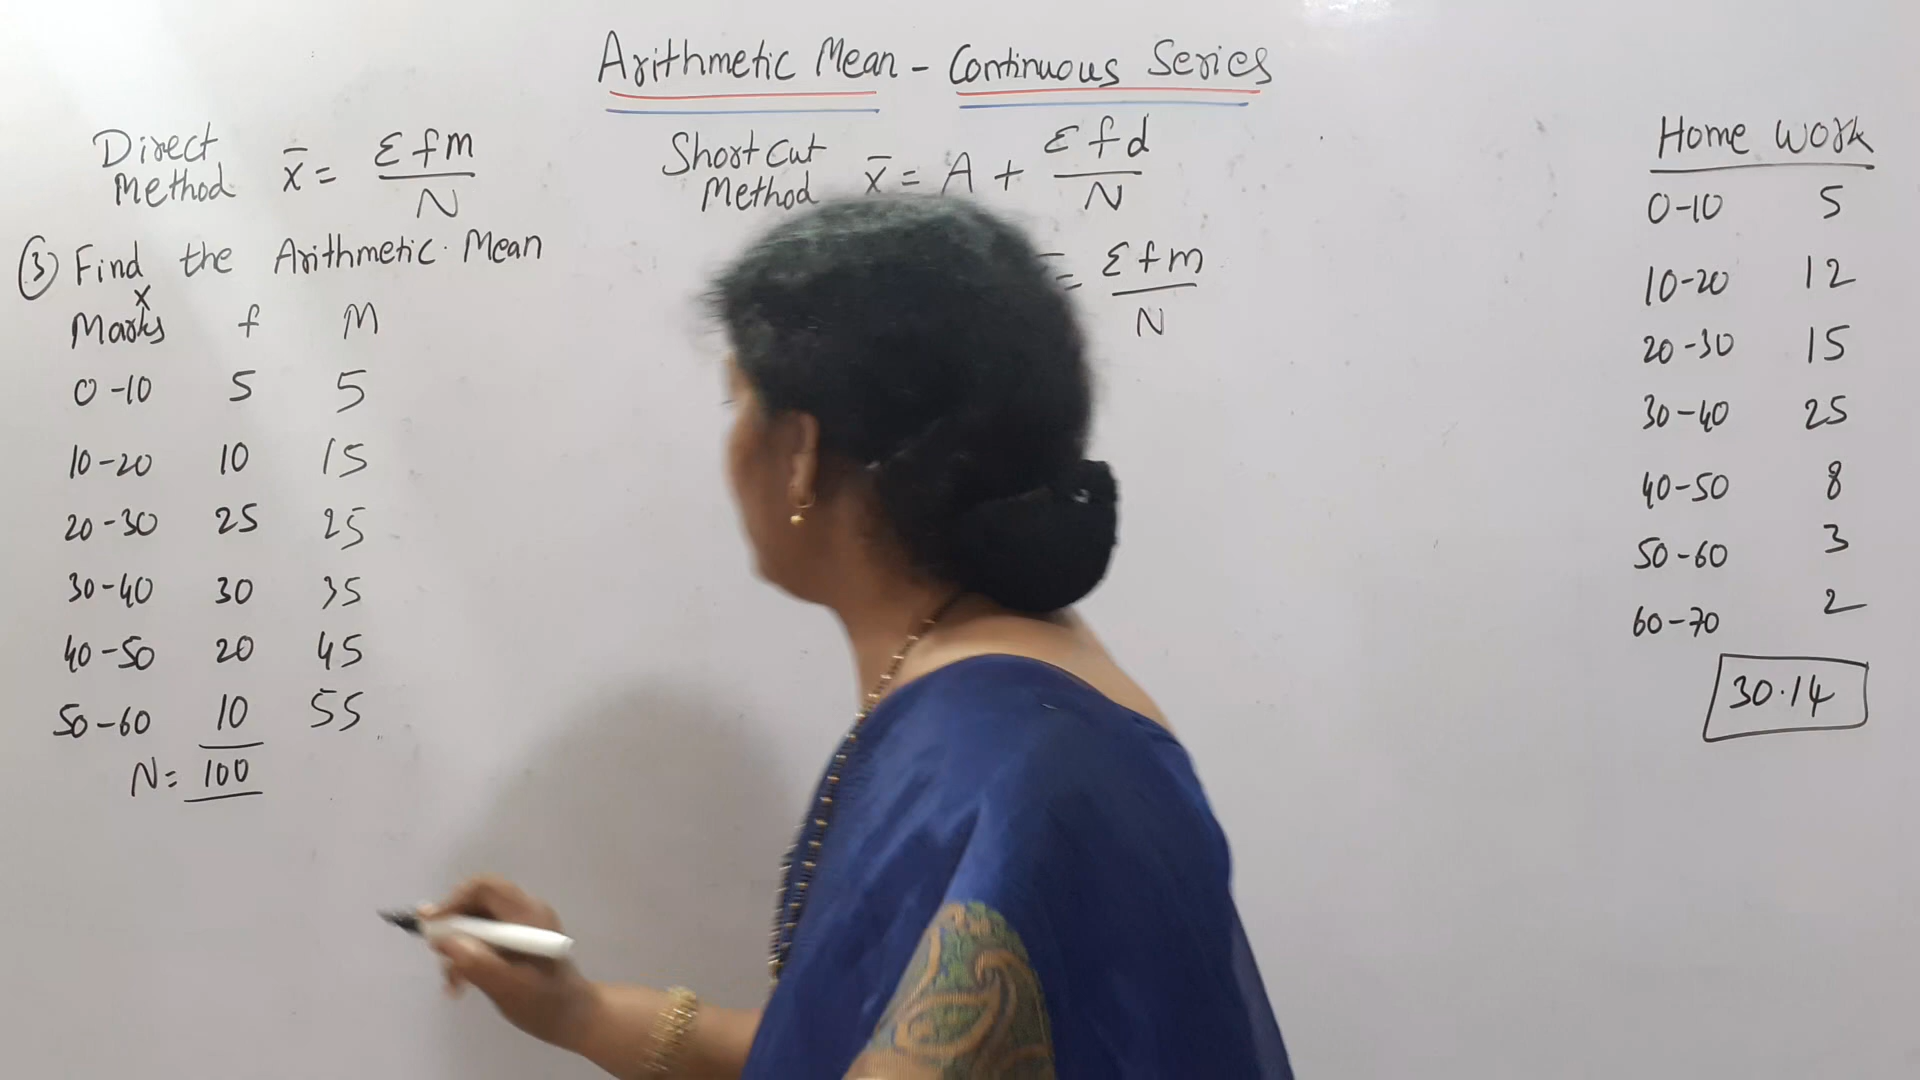 Arithmetic Mean - Continuous Series
Direct Method x̄ = Σfm / N
Short Cut Method x̄ = A + Σfd / N
③ Find the Arithmetic Mean
= Σfm / N
x
Marks f M
0-10 5 5
10-20 10 15
20-30 25 25
30-40 30 35
40-50 20 45
50-60 10 55
N= 100
Home Work
0-10 5
10-20 12
20-30 15
30-40 25
40-50 8
50-60 3
60-70 2
30.14